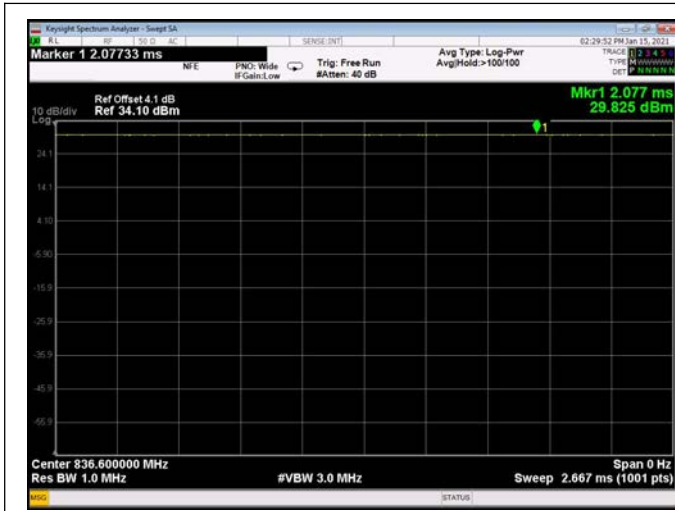 Keysight Spectrum Analyzer - Swept SA
RL RF 50 Ω AC SENSE:INT 02:29:52 PM Jan 15, 2021
Marker 1 2.07733 ms
NFE
PNO: Wide
IFGain:Low
Trig: Free Run
#Atten: 40 dB
Avg Type: Log-Pwr
Avg|Hold:>100/100
TRACE 1 2 3 4 5 6
TYPE M WWWWW
DET P N N N N N
Ref Offset 4.1 dB
10 dB/div Ref 34.10 dBm
Log
Mkr1 2.077 ms
29.825 dBm
1
24.1
14.1
4.10
-5.90
-15.9
-25.9
-35.9
-45.9
-55.9
Center 836.600000 MHz Span 0 Hz
Res BW 1.0 MHz #VBW 3.0 MHz Sweep 2.667 ms (1001 pts)
MSG STATUS